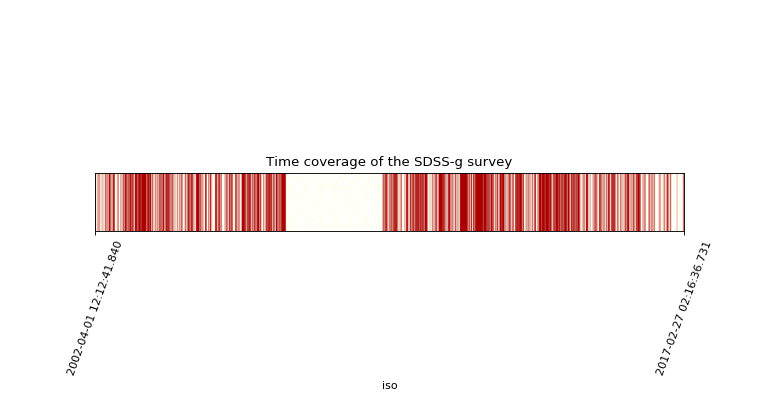 Time coverage of the SDSS-g survey
2002-04-01 12:12:41.840
2017-02-27 02:16:36.731
iso